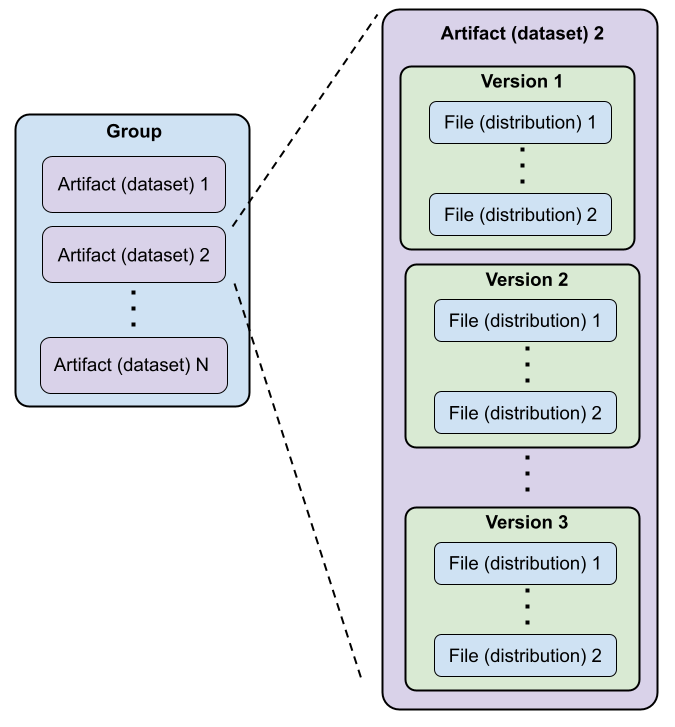 Group
Artifact (dataset) 1
Artifact (dataset) 2
Artifact (dataset) N
Artifact (dataset) 2
Version 1
File (distribution) 1
File (distribution) 2
Version 2
File (distribution) 1
File (distribution) 2
Version 3
File (distribution) 1
File (distribution) 2